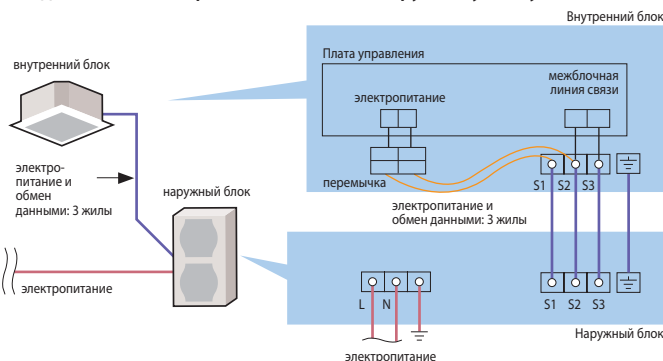 Внутренний блок
Плата управления
внутренний блок
межблочная
линия связи
электропитание
электро-
питание и
обмен
данными: 3 жилы
перемычка
S1 S2 S3
наружный блок
электропитание и
обмен данными: 3 жилы
электропитание
L N
S1 S2 S3
Наружный блок
электропитание